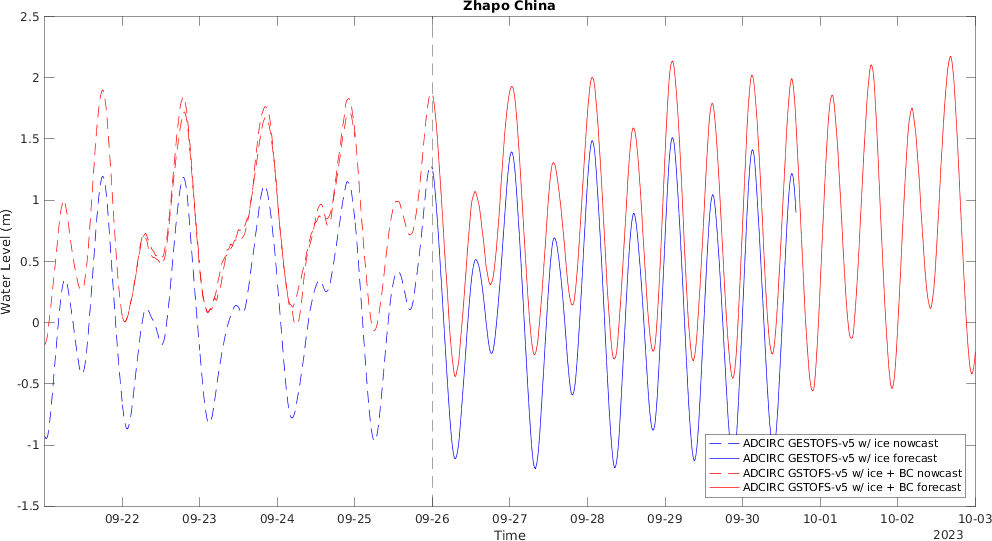 Zhapo China
2.5
2
1.5
1
0.5
0
-0.5
-1
-1.5
Water Level (m)
09-22 09-23 09-24 09-25 09-26 09-27 09-28 09-29 09-30 10-01 10-02 10-03
Time
2023
ADCIRC GESTOFS-v5 w/ ice nowcast
ADCIRC GESTOFS-v5 w/ ice forecast
ADCIRC GSTOFS-v5 w/ ice + BC nowcast
ADCIRC GSTOFS-v5 w/ ice + BC forecast